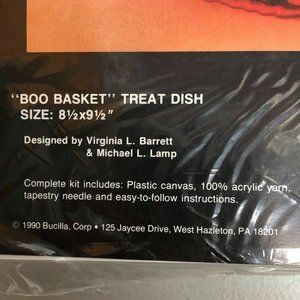 “BOO BASKET” TREAT DISH
SIZE: 8½x9½”
Designed by Virginia L. Barrett
& Michael L. Lamp
Complete kit includes: Plastic canvas, 100% acrylic yarn,
tapestry needle and easy-to-follow instructions.
© 1990 Bucilla, Corp • 125 Jaycee Drive, West Hazleton, PA 18201